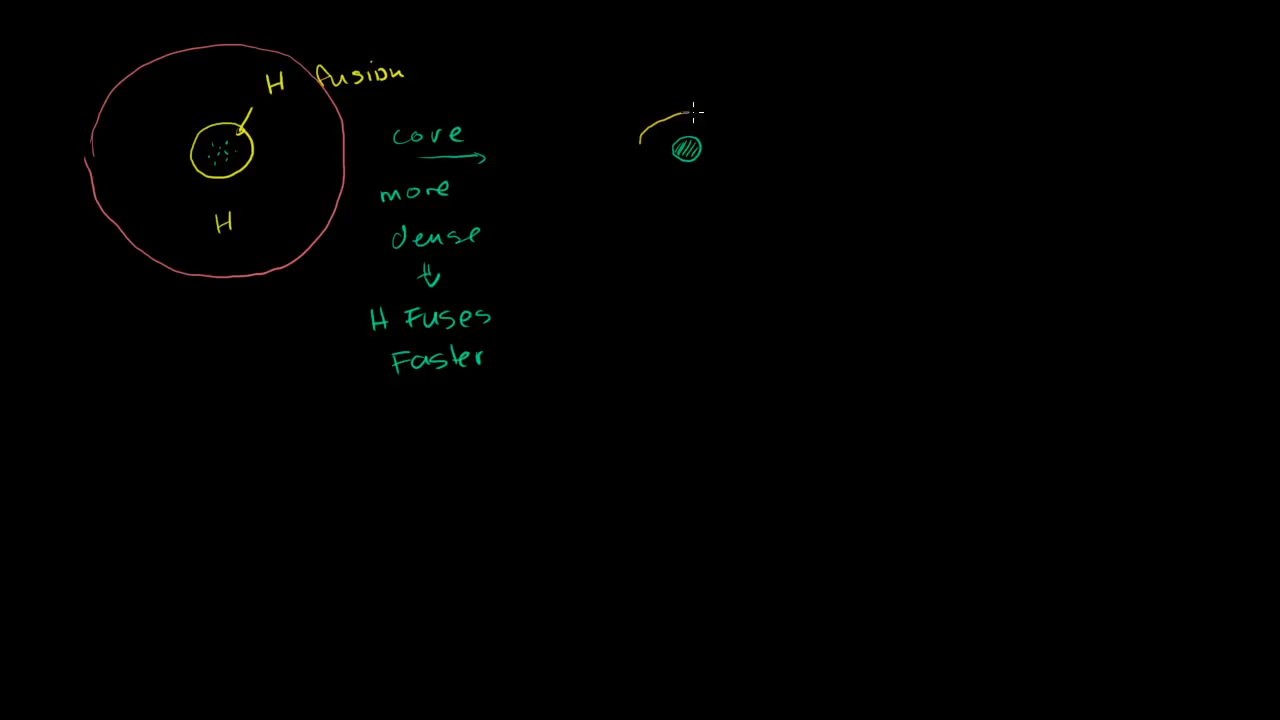 H fusion
H
core
more
dense
H Fuses
Faster